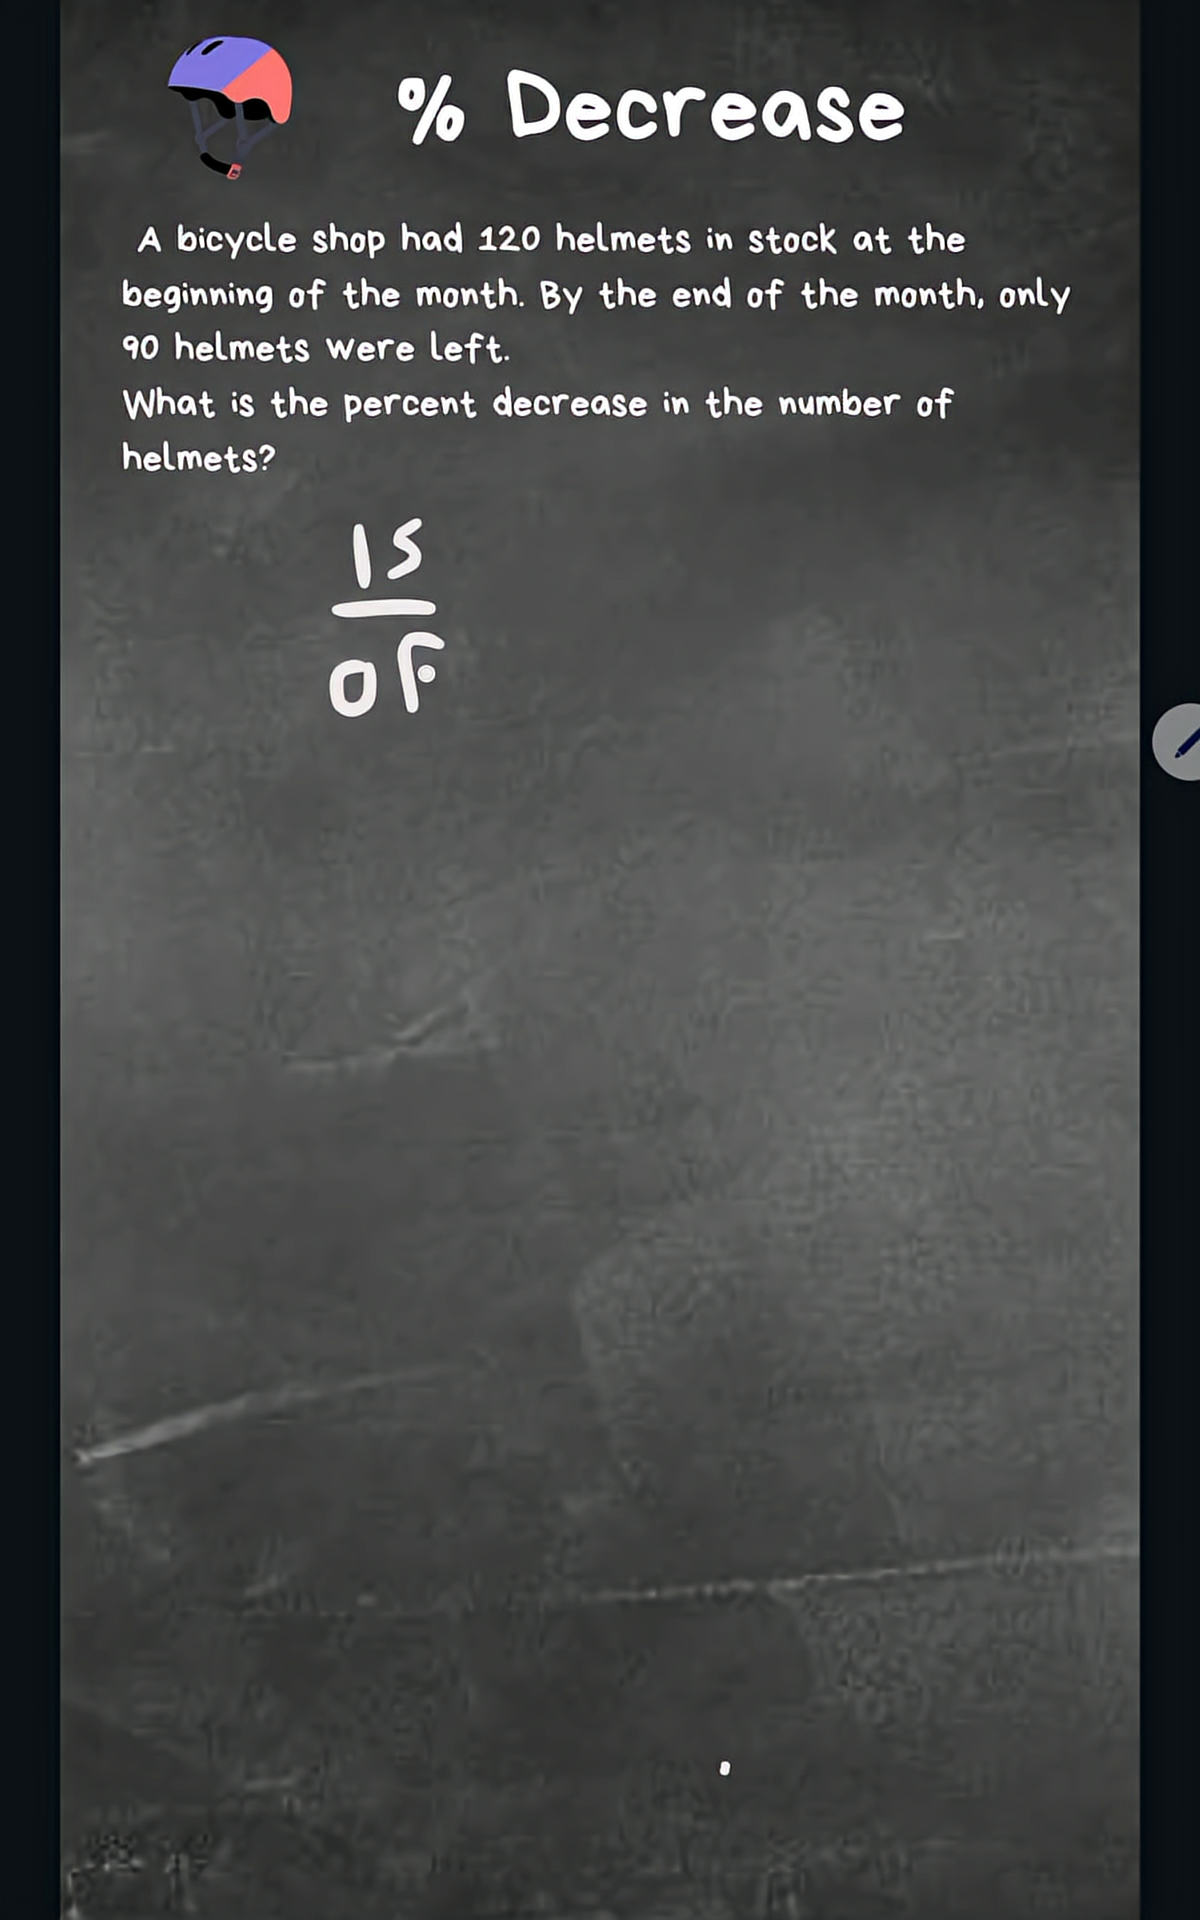 % Decrease
A bicycle shop had 120 helmets in stock at the
beginning of the month. By the end of the month, only
90 helmets were left.
What is the percent decrease in the number of
helmets?
IS
OF